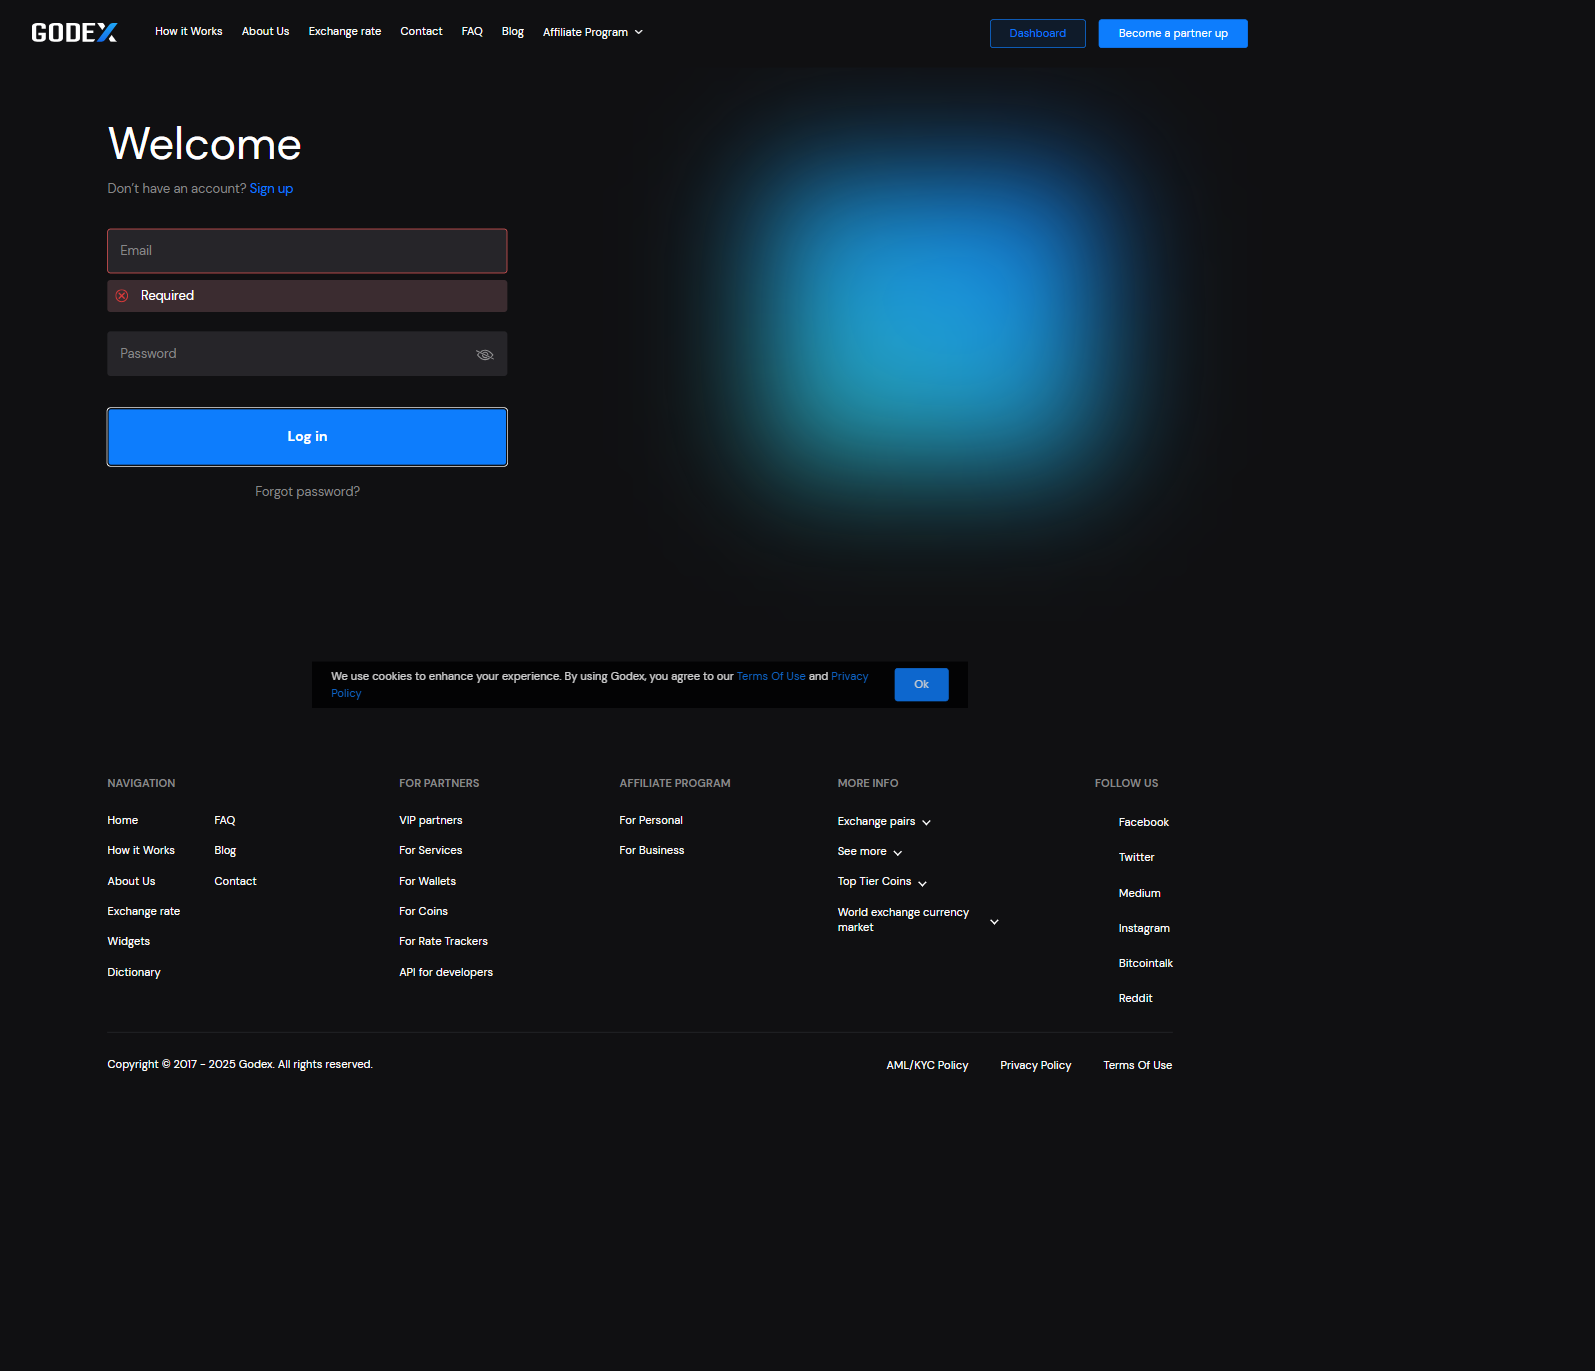 GODEX
How it Works
About Us
Exchange rate
Contact
FAQ
Blog
Affiliate Program
Dashboard
Become a partner up
Welcome
Don't have an account? Sign up
Email
Required
Password
Log in
Forgot password?
We use cookies to enhance your experience. By using Godex, you agree to our Terms Of Use and Privacy
Policy
Ok
NAVIGATION
Home
How it Works
About Us
Exchange rate
Widgets
Dictionary
FAQ
Blog
Contact
FOR PARTNERS
VIP partners
For Services
For Wallets
For Coins
For Rate Trackers
API for developers
AFFILIATE PROGRAM
For Personal
For Business
MORE INFO
Exchange pairs
See more
Top Tier Coins
World exchange currency
market
FOLLOW US
Facebook
Twitter
Medium
Instagram
Bitcointalk
Reddit
Copyright © 2017 - 2025 Godex. All rights reserved.
AML/KYC Policy
Privacy Policy
Terms Of Use